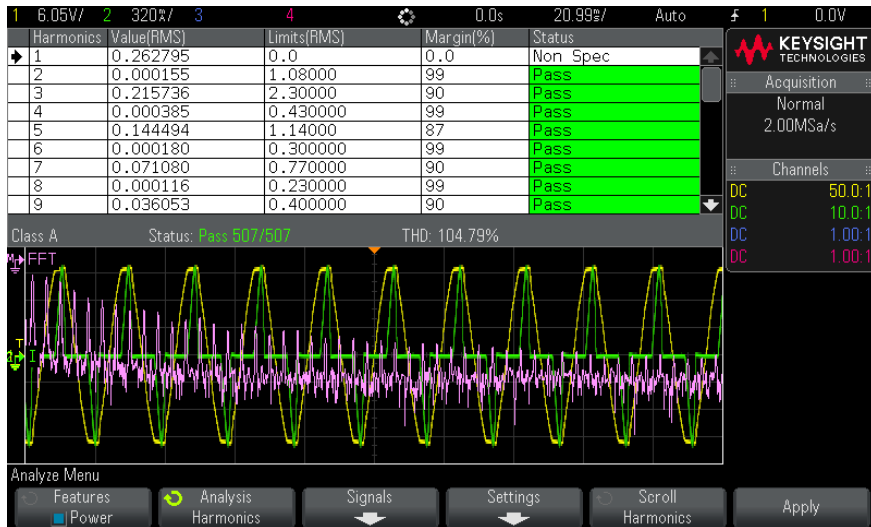 1 6.05V/ 2 320%/ 3 4 0.0s 20.99%/ Auto 1 0.0V
Harmonics Value(RMS) Limits(RMS) Margin(%) Status
1 0.262795 0.0 0.0 Non Spec
2 0.000155 1.08000 99 Pass
3 0.215736 2.30000 90 Pass
4 0.000385 0.430000 99 Pass
5 0.144494 1.14000 87 Pass
6 0.000180 0.300000 99 Pass
7 0.071080 0.770000 90 Pass
8 0.000116 0.230000 99 Pass
9 0.036053 0.400000 90 Pass
Class A Status: Pass 507/507 THD: 104.79%
KEYSIGHT
TECHNOLOGIES
Acquisition
Normal
2.00MSa/s
Channels
DC 50.0:1
DC 10.0:1
DC 1.00:1
DC 1.00:1
M FFT
T
1
I
Analyze Menu
Features
Power
Analysis
Harmonics
Signals
Settings
Scroll
Harmonics
Apply